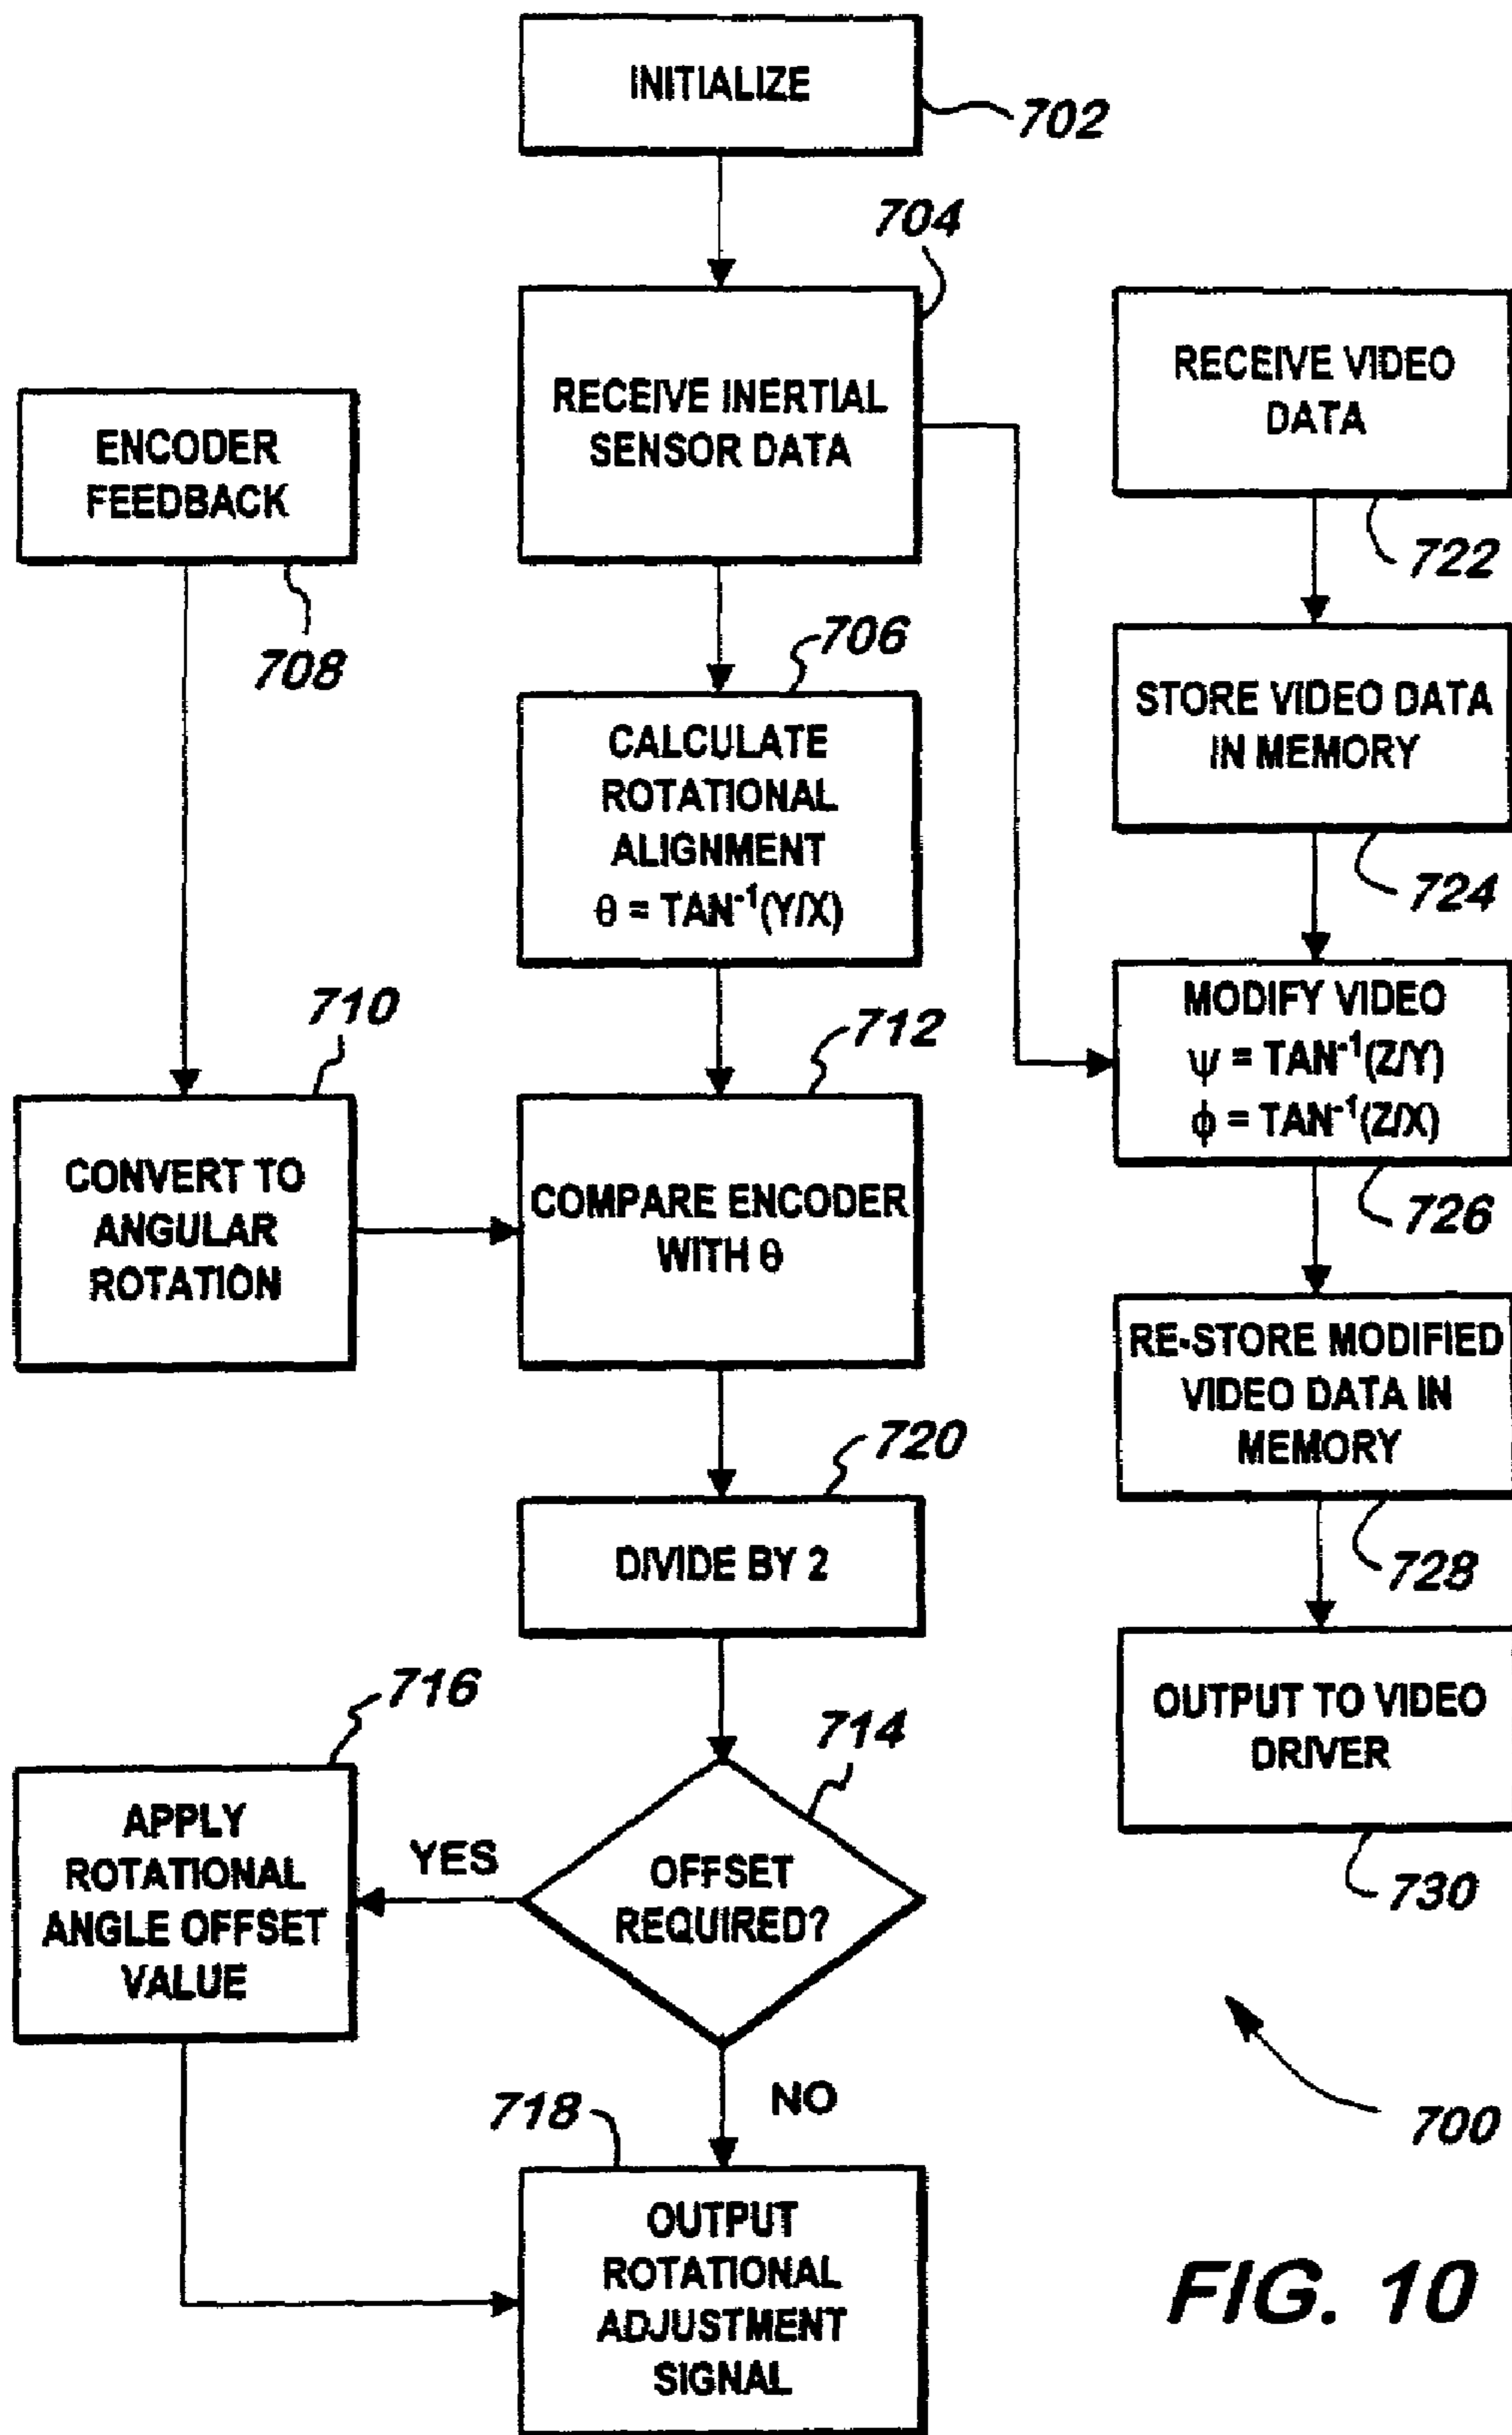 INITIALIZE
702
704
RECEIVE INERTIAL
SENSOR DATA
RECEIVE VIDEO
DATA
722
ENCODER
FEEDBACK
708
706
CALCULATE
ROTATIONAL
ALIGNMENT
θ = TAN⁻¹(Y/X)
STORE VIDEO DATA
IN MEMORY
724
710
CONVERT TO
ANGULAR
ROTATION
712
COMPARE ENCODER
WITH θ
MODIFY VIDEO
ψ = TAN⁻¹(Z/Y)
ϕ = TAN⁻¹(Z/X)
726
RE-STORE MODIFIED
VIDEO DATA IN
MEMORY
728
720
DIVIDE BY 2
OUTPUT TO VIDEO
DRIVER
730
716
APPLY
ROTATIONAL
ANGLE OFFSET
VALUE
YES
714
OFFSET
REQUIRED?
NO
718
OUTPUT
ROTATIONAL
ADJUSTMENT
SIGNAL
700
FIG. 10